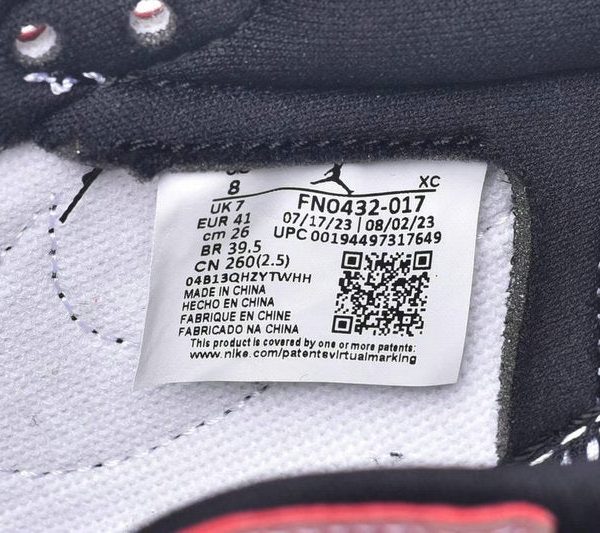 8
UK 7
EUR 41
cm 26
BR 39.5
CN 260(2.5)
XC
FN0432-017
07/17/23 | 08/02/23
UPC 00194497317649
04B13QHZYTWHH
MADE IN CHINA
HECHO EN CHINA
FABRIQUE EN CHINE
FABRICADO NA CHINA
This product is covered by one or more patents:
www.nike.com/patentsvirtualmarking